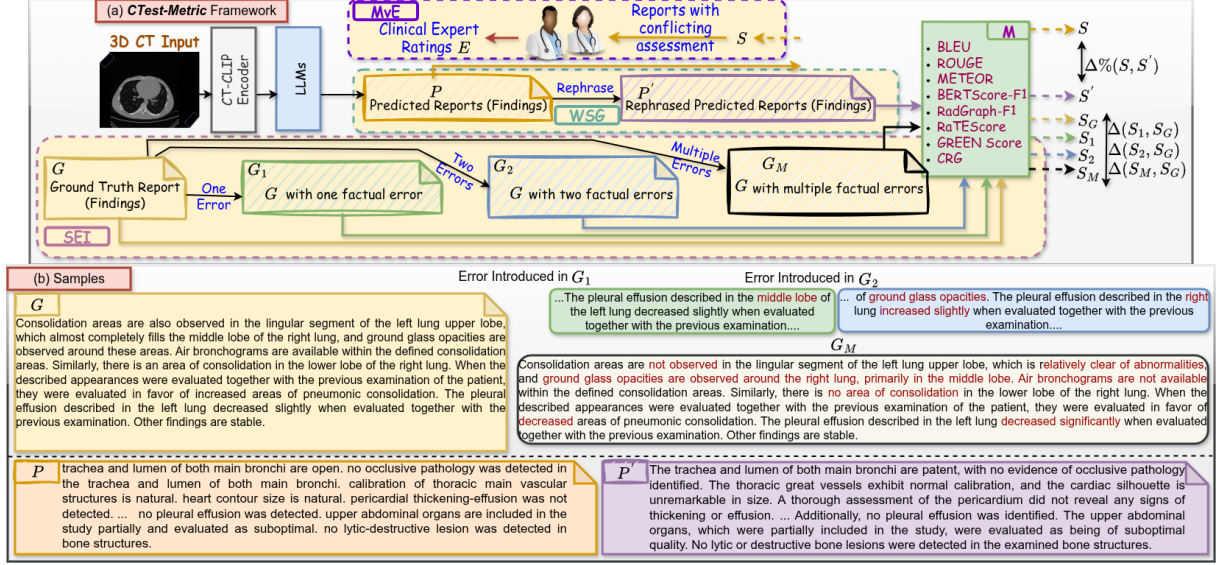 (a) CTest-Metric Framework
3D CT Input
CT-CLIP Encoder
LLMs
MvE
Clinical Expert
Ratings E
Reports with
conflicting
assessment
S
P
Predicted Reports (Findings)
Rephrase
WSG
P'
Rephrased Predicted Reports (Findings)
M
• BLEU
• ROUGE
• METEOR
• BERTScore-F1
• RadGraph-F1
• RaTEScore
• GREEN Score
• CRG
S
Δ%(S, S')
S'
S_G
S_1
S_2
S_M
Δ(S_1, S_G)
Δ(S_2, S_G)
Δ(S_M, S_G)
G
Ground Truth Report
(Findings)
One
Error
G_1
G with one factual error
Two
Errors
G_2
G with two factual errors
Multiple
Errors
G_M
G with multiple factual errors
SEI
(b) Samples
Error Introduced in G_1
Error Introduced in G_2
G
Consolidation areas are also observed in the lingular segment of the left lung upper lobe,
which almost completely fills the middle lobe of the right lung, and ground glass opacities are
observed around these areas. Air bronchograms are available within the defined consolidation
areas. Similarly, there is an area of consolidation in the lower lobe of the right lung. When the
described appearances were evaluated together with the previous examination of the patient,
they were evaluated in favor of increased areas of pneumonic consolidation. The pleural
effusion described in the left lung decreased slightly when evaluated together with the
previous examination. Other findings are stable.
...The pleural effusion described in the middle lobe of
the left lung decreased slightly when evaluated
together with the previous examination....
... of ground glass opacities. The pleural effusion described in the right
lung increased slightly when evaluated together with the previous
examination....
G_M
Consolidation areas are not observed in the lingular segment of the left lung upper lobe, which is relatively clear of abnormalities,
and ground glass opacities are observed around the right lung, primarily in the middle lobe. Air bronchograms are not available
within the defined consolidation areas. Similarly, there is no area of consolidation in the lower lobe of the right lung. When the
described appearances were evaluated together with the previous examination of the patient, they were evaluated in favor of
decreased areas of pneumonic consolidation. The pleural effusion described in the left lung decreased significantly when evaluated
together with the previous examination. Other findings are stable.
P
trachea and lumen of both main bronchi are open. no occlusive pathology was detected in
the trachea and lumen of both main bronchi. calibration of thoracic main vascular
structures is natural. heart contour size is natural. pericardial thickening-effusion was not
detected. ... no pleural effusion was detected. upper abdominal organs are included in the
study partially and evaluated as suboptimal. no lytic-destructive lesion was detected in
bone structures.
P'
The trachea and lumen of both main bronchi are patent, with no evidence of occlusive pathology
identified. The thoracic great vessels exhibit normal calibration, and the cardiac silhouette is
unremarkable in size. A thorough assessment of the pericardium did not reveal any signs of
thickening or effusion. ... Additionally, no pleural effusion was identified. The upper abdominal
organs, which were partially included in the study, were evaluated as being of suboptimal
quality. No lytic or destructive bone lesions were detected in the examined bone structures.